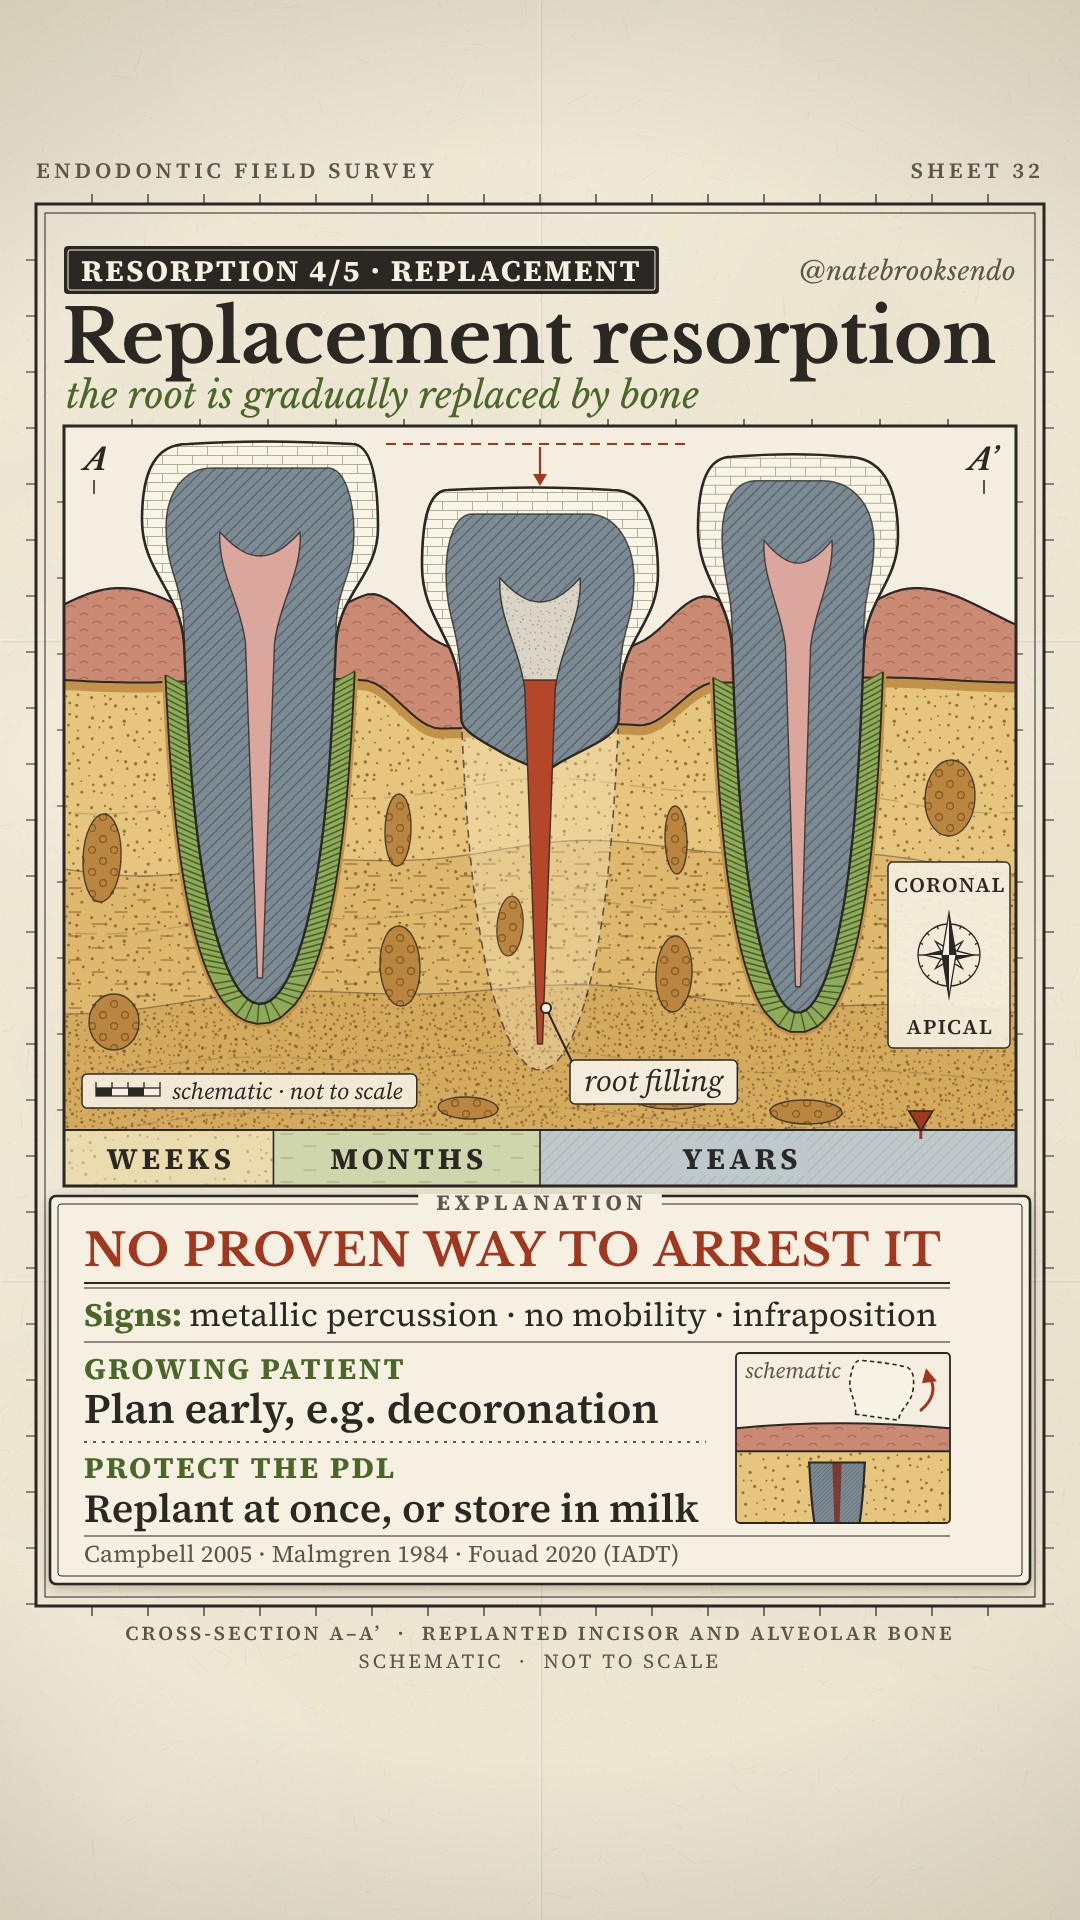 ENDODONTIC FIELD SURVEY
SHEET 32
RESORPTION 4/5 · REPLACEMENT
@natebrooksendo
Replacement resorption
the root is gradually replaced by bone
A
A’
CORONAL
APICAL
root filling
schematic · not to scale
WEEKS
MONTHS
YEARS
EXPLANATION
NO PROVEN WAY TO ARREST IT
Signs: metallic percussion · no mobility · infraposition
GROWING PATIENT
Plan early, e.g. decoronation
schematic
PROTECT THE PDL
Replant at once, or store in milk
Campbell 2005 · Malmgren 1984 · Fouad 2020 (IADT)
CROSS-SECTION A–A’ · REPLANTED INCISOR AND ALVEOLAR BONE
SCHEMATIC · NOT TO SCALE